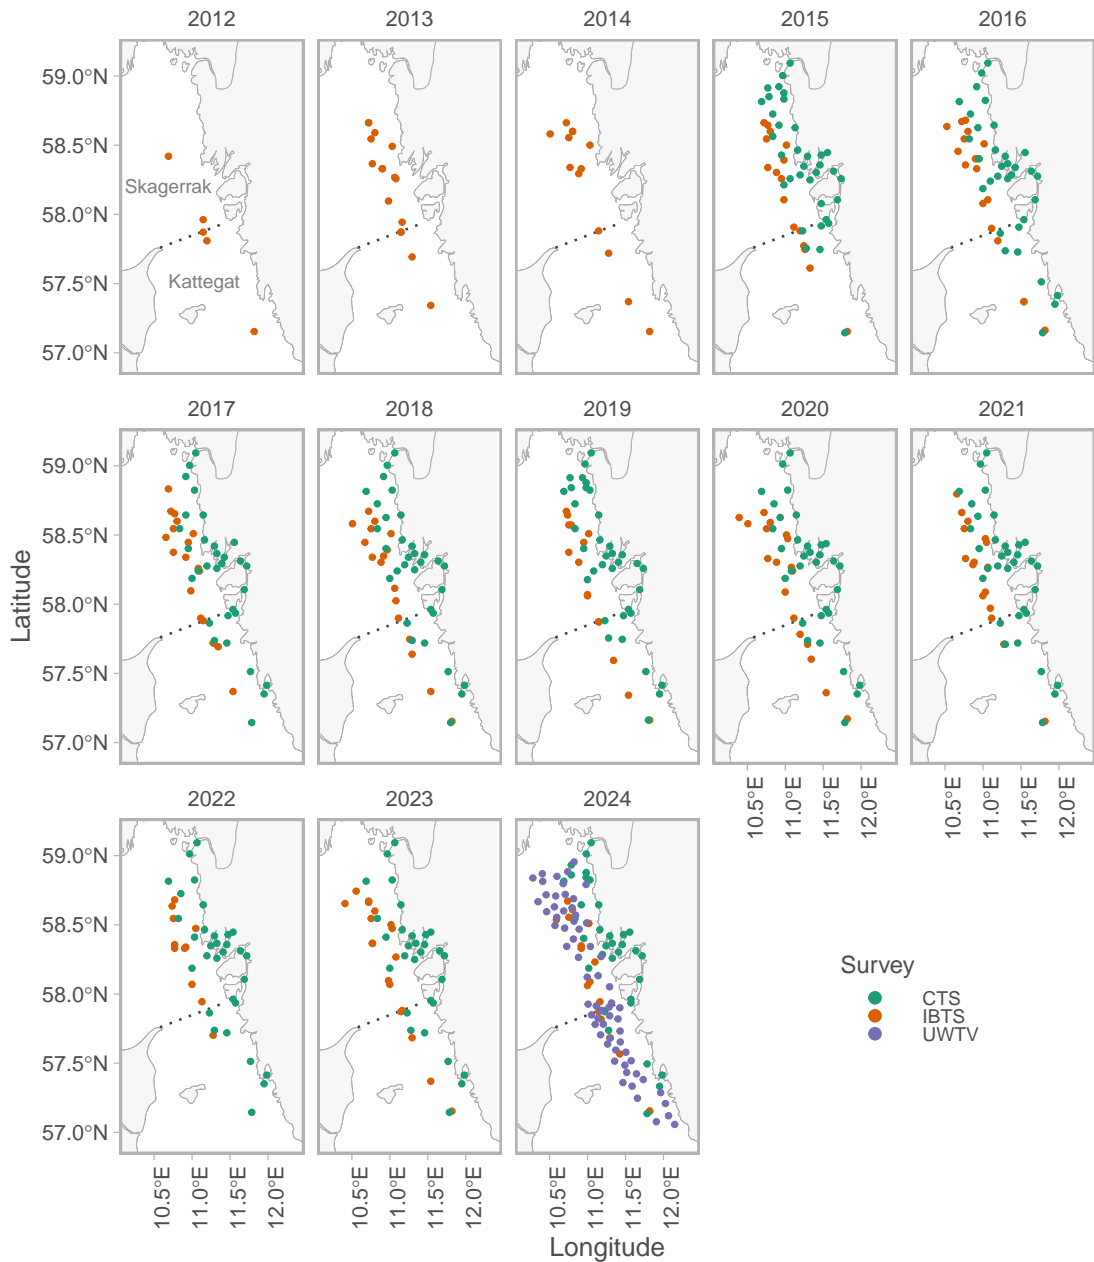 2012
2013
2014
2015
2016
59.0°N
58.5°N
58.0°N
57.5°N
57.0°N
Skagerrak
Kattegat
2017
2018
2019
2020
2021
59.0°N
58.5°N
58.0°N
57.5°N
57.0°N
Latitude
10.5°E
11.0°E
11.5°E
12.0°E
10.5°E
11.0°E
11.5°E
12.0°E
2022
2023
2024
59.0°N
58.5°N
58.0°N
57.5°N
57.0°N
Survey
CTS
IBTS
UWTV
10.5°E
11.0°E
11.5°E
12.0°E
10.5°E
11.0°E
11.5°E
12.0°E
10.5°E
11.0°E
11.5°E
12.0°E
Longitude